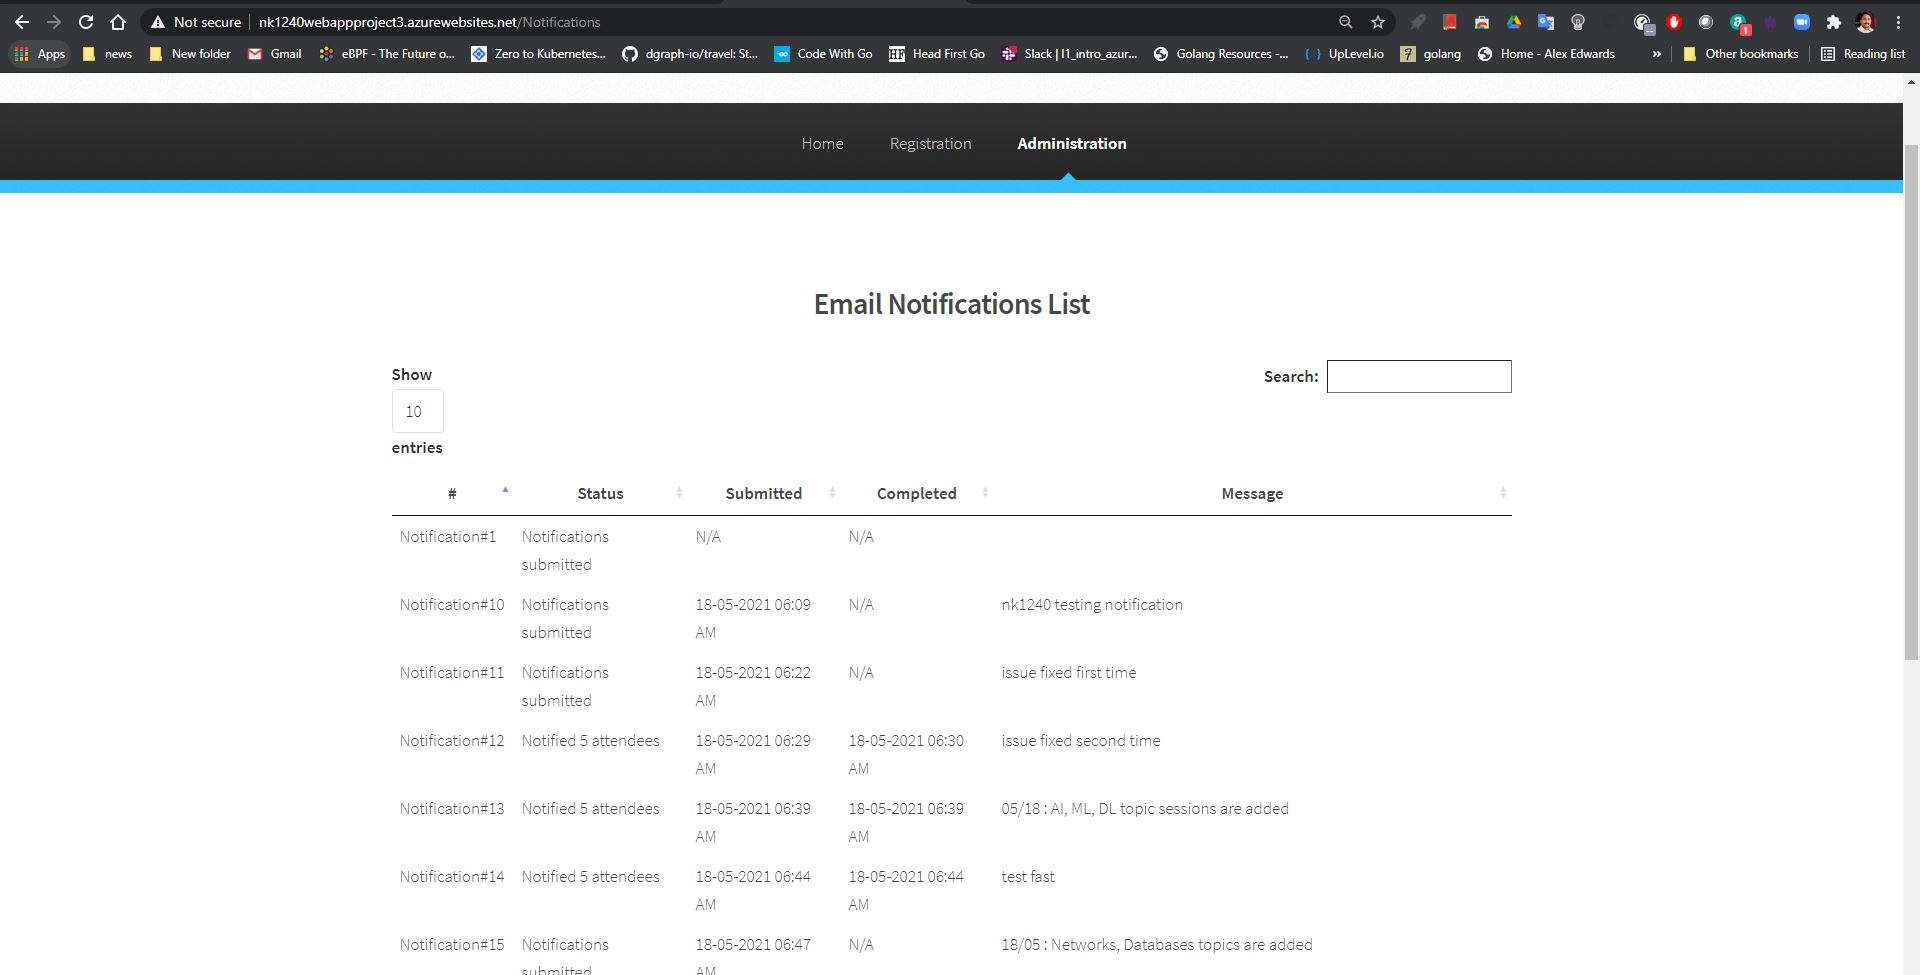 Not secure nk1240webappproject3.azurewebsites.net/Notifications
Apps news New folder Gmail eBPF - The Future o... Zero to Kubernetes... dgraph-io/travel: St... Code With Go Head First Go Slack | l1_intro_azur... Golang Resources -... UpLevel.io golang Home - Alex Edwards » Other bookmarks Reading list
Home Registration Administration
Email Notifications List
Show
10
entries
Search:
# Status Submitted Completed Message
Notification#1 Notifications N/A N/A
submitted
Notification#10 Notifications 18-05-2021 06:09 N/A nk1240 testing notification
submitted AM
Notification#11 Notifications 18-05-2021 06:22 N/A issue fixed first time
submitted AM
Notification#12 Notified 5 attendees 18-05-2021 06:29 18-05-2021 06:30 issue fixed second time
AM AM
Notification#13 Notified 5 attendees 18-05-2021 06:39 18-05-2021 06:39 05/18 : AI, ML, DL topic sessions are added
AM AM
Notification#14 Notified 5 attendees 18-05-2021 06:44 18-05-2021 06:44 test fast
AM AM
Notification#15 Notifications 18-05-2021 06:47 N/A 18/05 : Networks, Databases topics are added
submitted AM